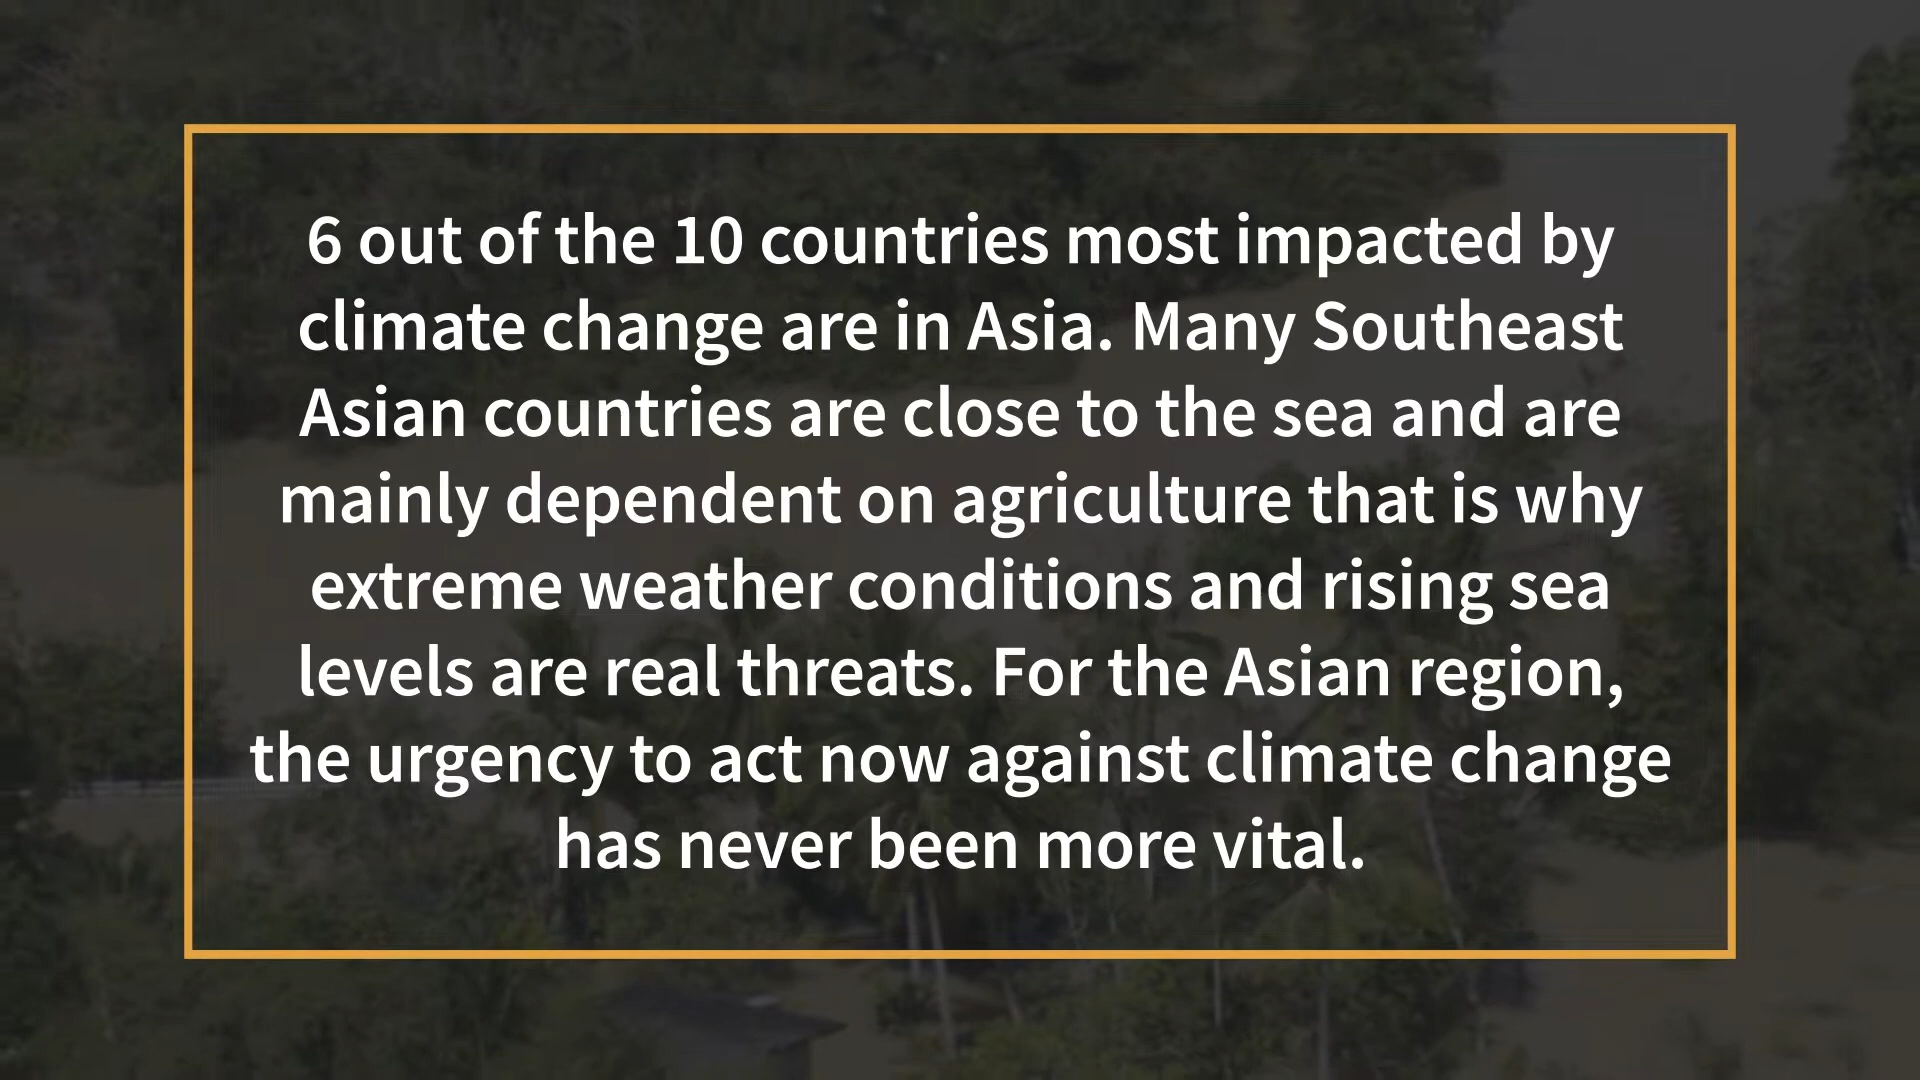 6 out of the 10 countries most impacted by
climate change are in Asia. Many Southeast
Asian countries are close to the sea and are
mainly dependent on agriculture that is why
extreme weather conditions and rising sea
levels are real threats. For the Asian region,
the urgency to act now against climate change
has never been more vital.